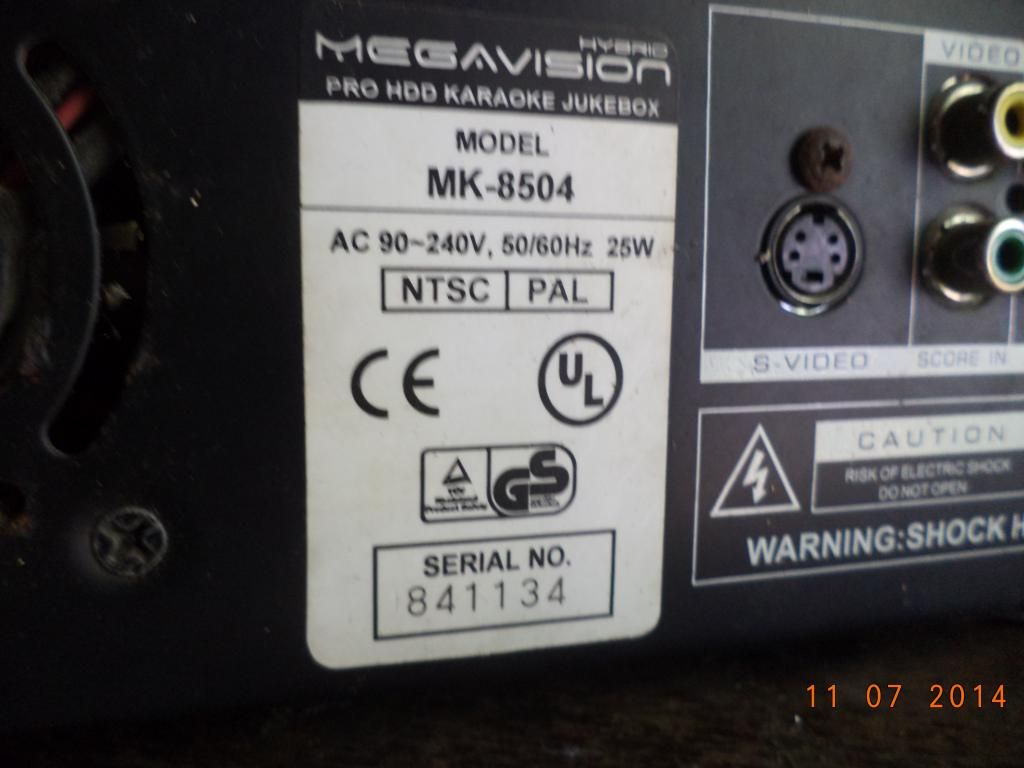 HYBRID
MEGAVISION
PRO HDD KARAOKE JUKEBOX
MODEL
MK-8504
AC 90~240V, 50/60Hz 25W
NTSC PAL
CE UL
GS
SERIAL NO.
841134
VIDEO
S-VIDEO SCORE IN
CAUTION
RISK OF ELECTRIC SHOCK
DO NOT OPEN
WARNING:SHOCK H
11 07 2014